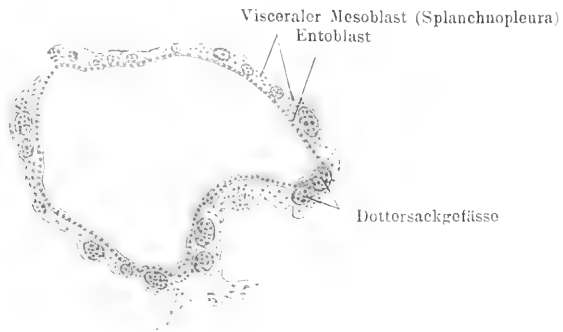 Visceraler Mesoblast (Splanchnopleura)
Entoblast
Dottersackgefässe